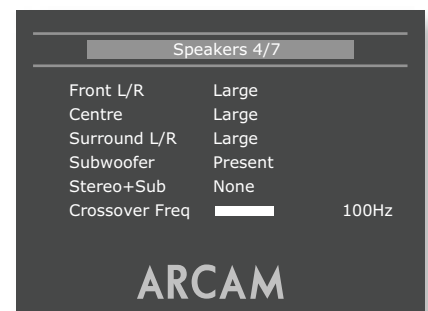 Speakers 4/7
Front L/R Large
Centre Large
Surround L/R Large
Subwoofer Present
Stereo+Sub None
Crossover Freq 100Hz
ARCAM